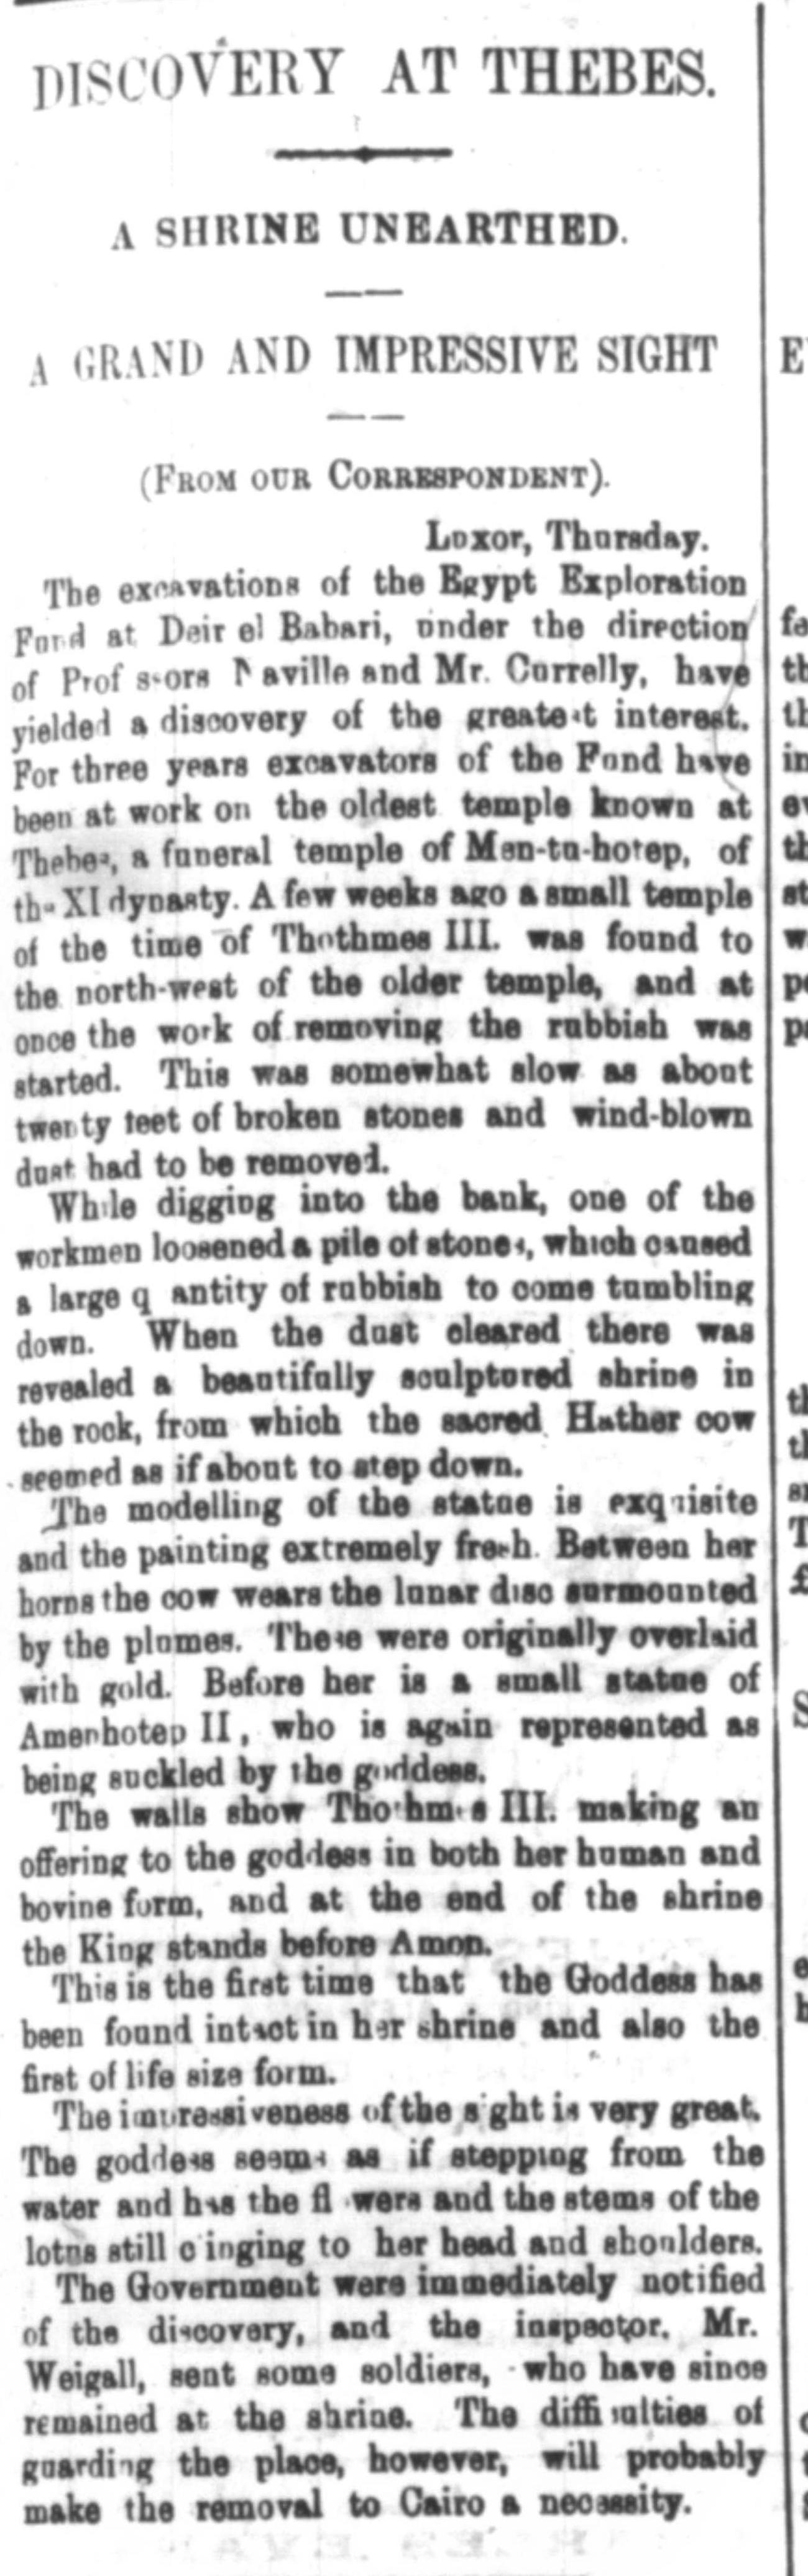 DISCOVERY AT THEBES.
A SHRINE UNEARTHED.
A GRAND AND IMPRESSIVE SIGHT
(FROM OUR CORRESPONDENT).
Luxor, Thursday.
The excavations of the Egypt Exploration
Fund at Deir el Babari, under the direction
of Professors Naville and Mr. Currelly, have
yielded a discovery of the greatest interest.
For three years excavators of the Fund have
been at work on the oldest temple known at
Thebes, a funeral temple of Men-tu-hotep, of
the XI dynasty. A few weeks ago a small temple
of the time of Thothmes III. was found to
the north-west of the older temple, and at
once the work of removing the rubbish was
started. This was somewhat slow as about
twenty feet of broken stones and wind-blown
dust had to be removed.
While digging into the bank, one of the
workmen loosened a pile of stones, which caused
a large quantity of rubbish to come tumbling
down. When the dust cleared there was
revealed a beautifully sculptured shrine in
the rock, from which the sacred Hather cow
seemed as if about to step down.
The modelling of the statue is exquisite
and the painting extremely fresh. Between her
horns the cow wears the lunar disc surmounted
by the plumes. These were originally overlaid
with gold. Before her is a small statue of
Amenhotep II, who is again represented as
being suckled by the goddess.
The walls show Thothmes III. making an
offering to the goddess in both her human and
bovine form, and at the end of the shrine
the King stands before Amon.
This is the first time that the Goddess has
been found intact in her shrine and also the
first of life size form.
The impressiveness of the sight is very great.
The goddess seems as if stepping from the
water and has the flowers and the stems of the
lotus still clinging to her head and shoulders.
The Government were immediately notified
of the discovery, and the inspector, Mr.
Weigall, sent some soldiers, who have since
remained at the shrine. The difficulties of
guarding the place, however, will probably
make the removal to Cairo a necessity.